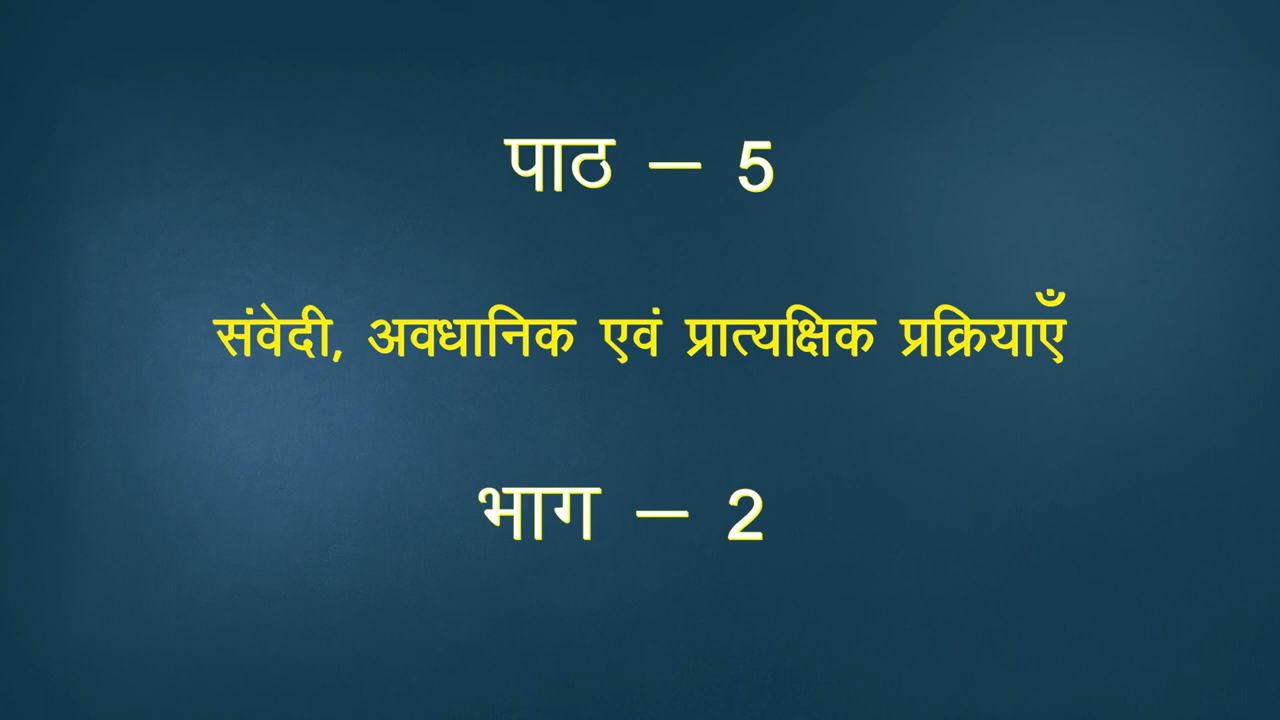 पाठ – 5
संवेदी, अवधानिक एवं प्रात्यक्षिक प्रक्रियाएँ
भाग – 2